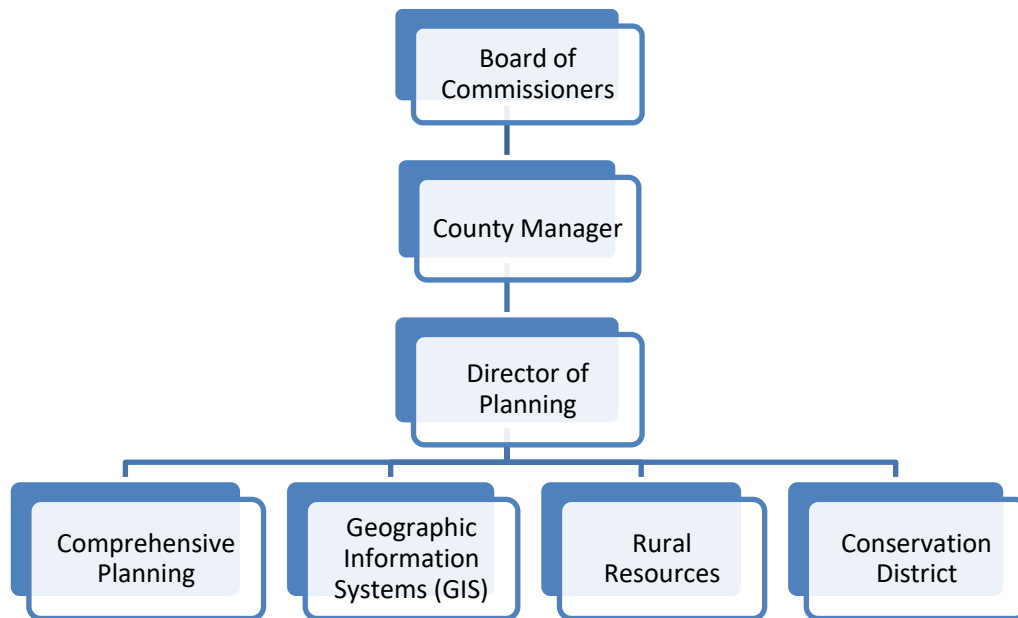 Board of
Commissioners
County Manager
Director of
Planning
Comprehensive
Planning
Geographic
Information
Systems (GIS)
Rural
Resources
Conservation
District